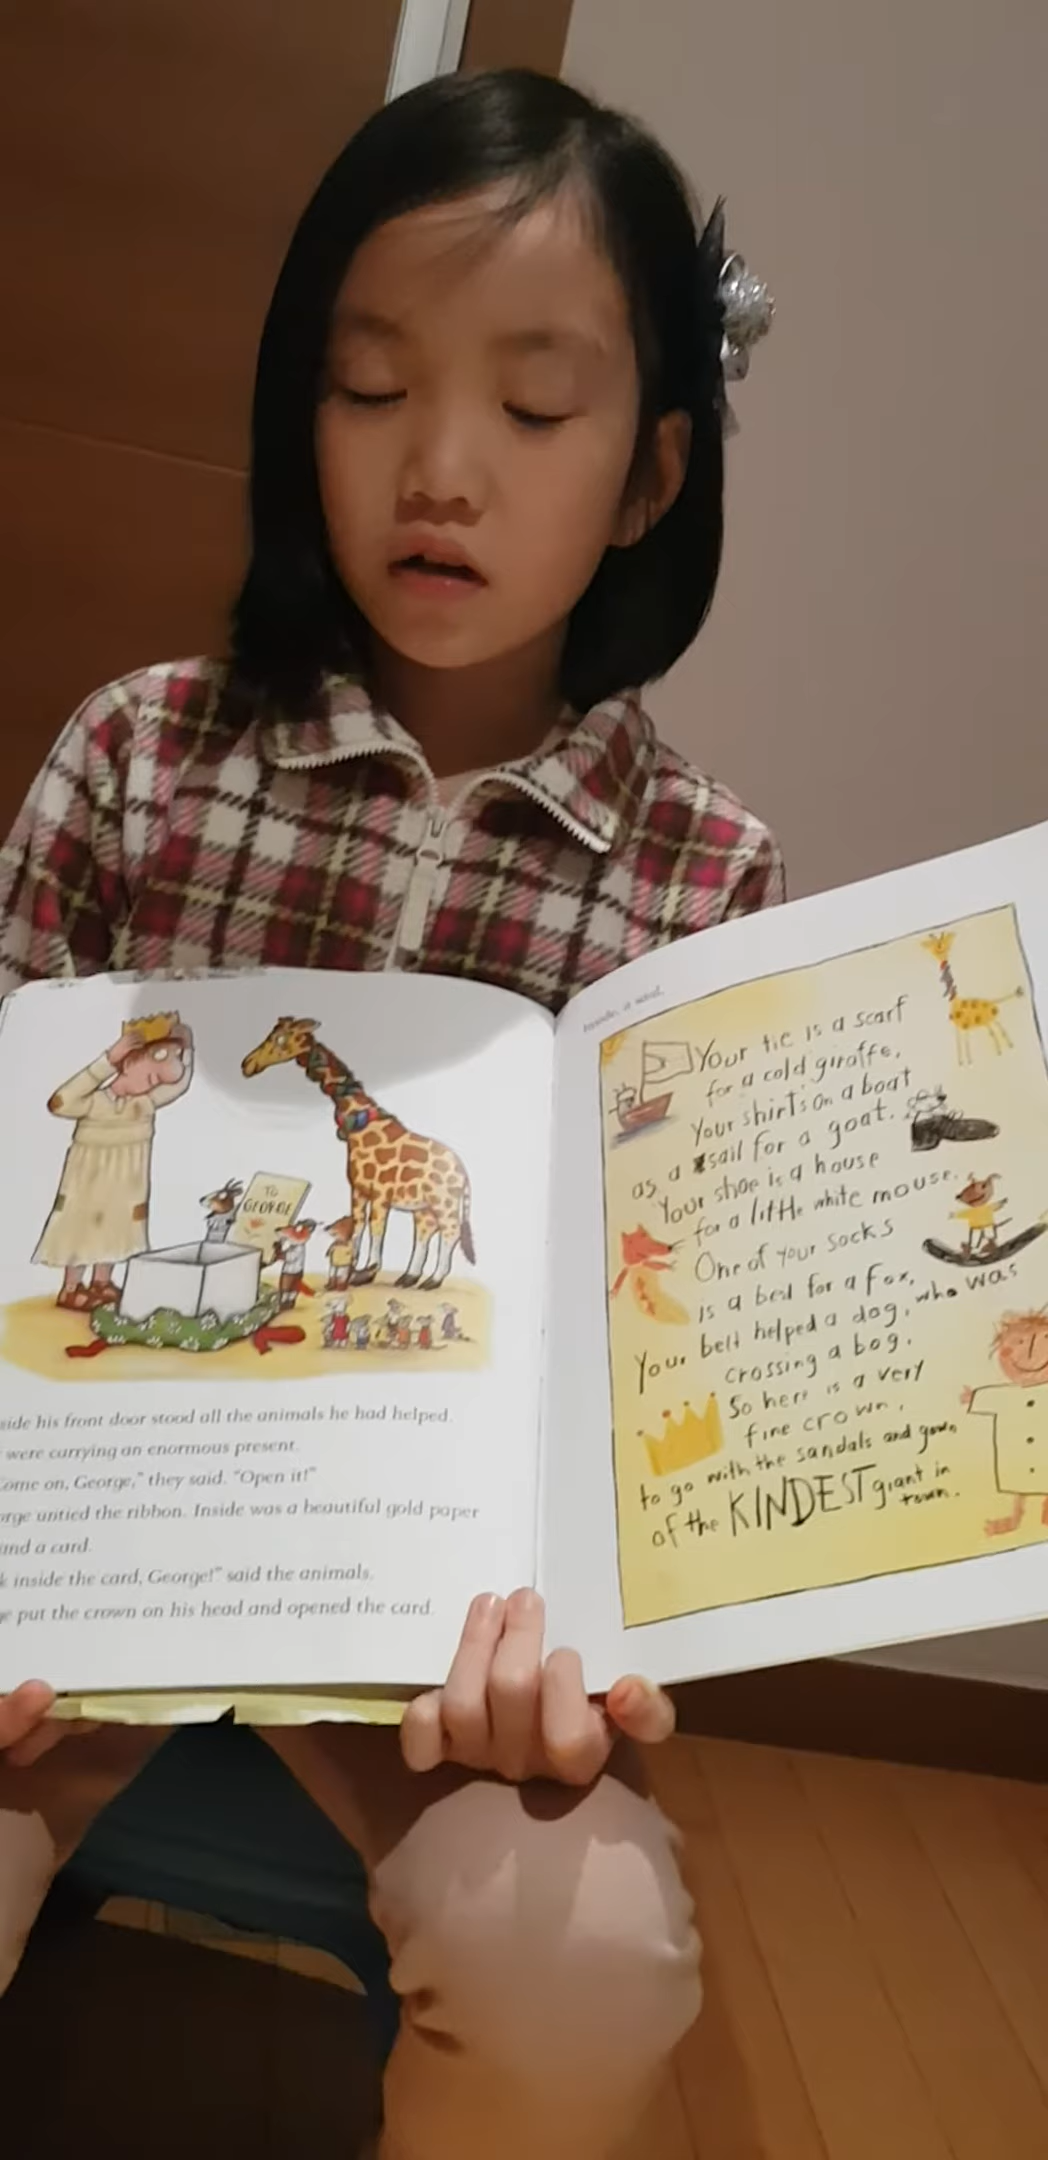 TO
GEORGE
side his front door stood all the animals he had helped.
were carrying an enormous present.
ome on, George," they said. "Open it!"
rge untied the ribbon. Inside was a beautiful gold paper
and a card.
k inside the card, George!" said the animals.
e put the crown on his head and opened the card.
Inside, it said,
Your tie is a scarf
for a cold giraffe,
Your shirt's on a boat
as a sail for a goat.
Your shoe is a house
for a little white mouse.
One of your socks
is a bed for a fox,
Your belt helped a dog, who was
crossing a bog.
So here is a very
fine crown,
to go with the sandals and gown
of the KINDEST giant in
town.